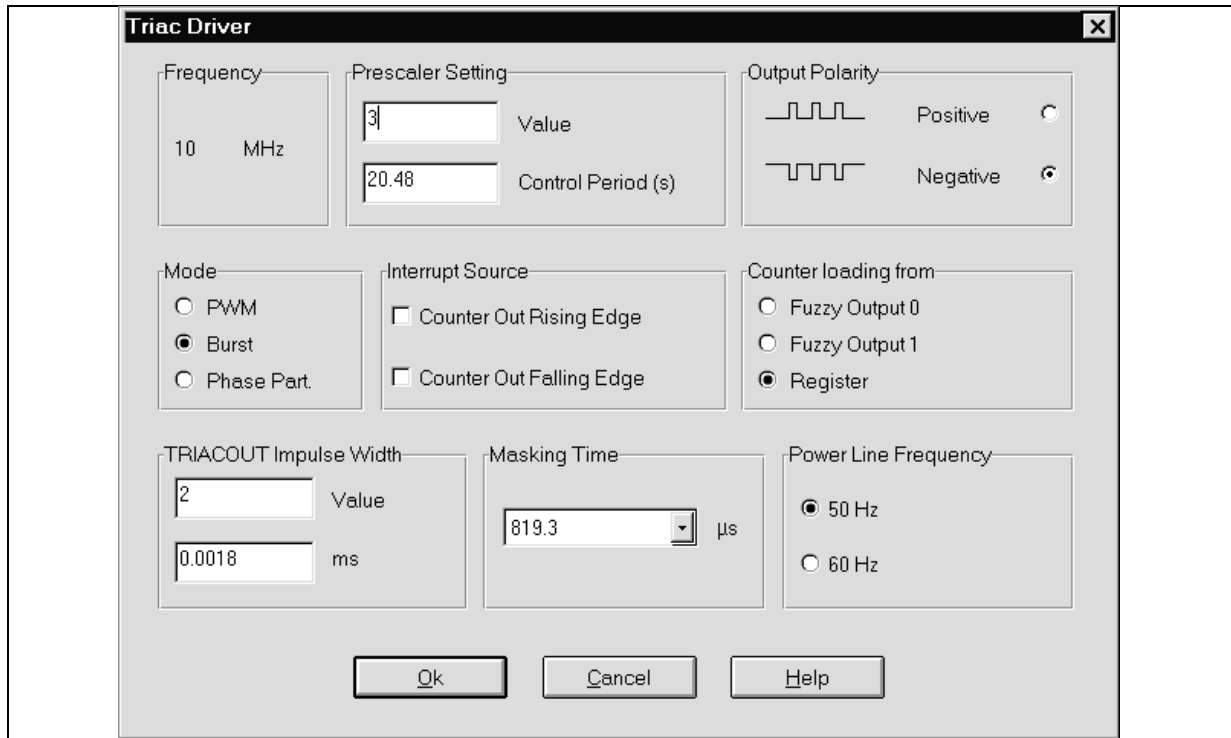 Triac Driver
Frequency
10 MHz
Prescaler Setting
3 Value
20.48 Control Period (s)
Output Polarity
Positive
Negative
Mode
PWM
Burst
Phase Part.
Interrupt Source
Counter Out Rising Edge
Counter Out Falling Edge
Counter loading from
Fuzzy Output 0
Fuzzy Output 1
Register
TRIACOUT Impulse Width
2 Value
0.0018 ms
Masking Time
819.3 µs
Power Line Frequency
50 Hz
60 Hz
Ok Cancel Help